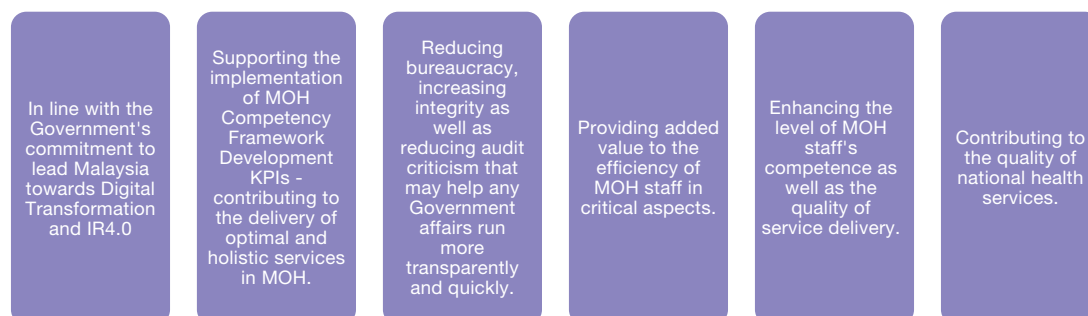 In line with the
Government's
commitment to
lead Malaysia
towards Digital
Transformation
and IR4.0
Supporting the
implementation
of MOH
Competency
Framework
Development
KPIs -
contributing to
the delivery of
optimal and
holistic services
in MOH.
Reducing
bureaucracy,
increasing
integrity as
well as
reducing audit
criticism that
may help any
Government
affairs run
more
transparently
and quickly.
Providing added
value to the
efficiency of
MOH staff in
critical aspects.
Enhancing the
level of MOH
staff's
competence as
well as the
quality of
service delivery.
Contributing to
the quality of
national health
services.